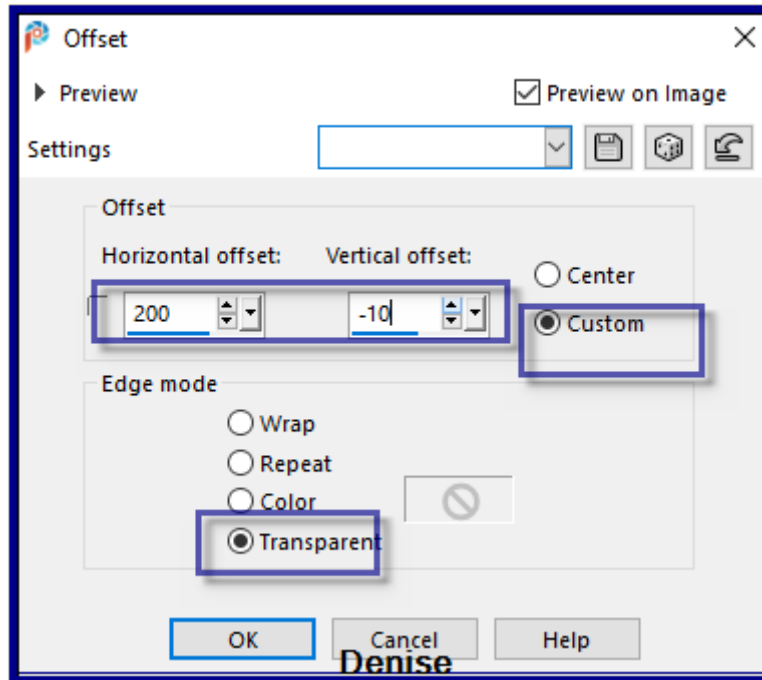 Offset
Preview
Preview on Image
Settings
Offset
Horizontal offset:
Vertical offset:
Center
200
-10
Custom
Edge mode
Wrap
Repeat
Color
Transparent
OK
Cancel
Help
Denise